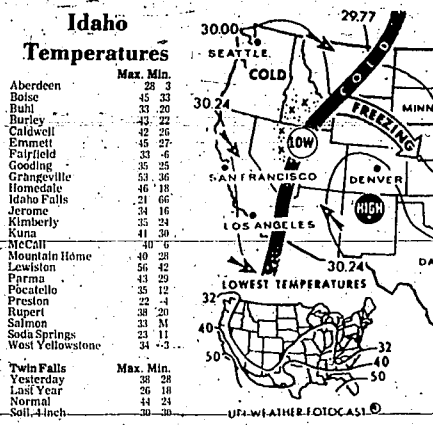 Idaho
Temperatures
Max. Min.
Aberdeen 28 3
Boise 45 33
Buhl 33 20
Burley 43 22
Caldwell 42 26
Emmett 45 27
Fairfield 33 -6
Gooding 35 25
Grangeville 53 36
Homedale 46 18
Idaho Falls 21 66
Jerome 34 16
Kimberly 35 24
Kuna 41 30
McCall 40 6
Mountain Home 40 28
Lewiston 56 42
Parma 43 29
Pocatello 35 12
Preston 22 -4
Rupert 38 20
Salmon 33 M
Soda Springs 23 11
West Yellowstone 34 -3
Twin Falls Max. Min.
Yesterday 38 28
Last Year 26 18
Normal 44 24
Soil, 4 inch 30 30
30.00
29.77
SEATTLE
COLD
COLD
30.24
FREEZING
MINN
LOW
SAN FRANCISCO
DENVER
HIGH
LOS ANGELES
30.24
DA
LOWEST TEMPERATURES
32
40
50
32
40
50
UPI WEATHER FOTOCAST ®